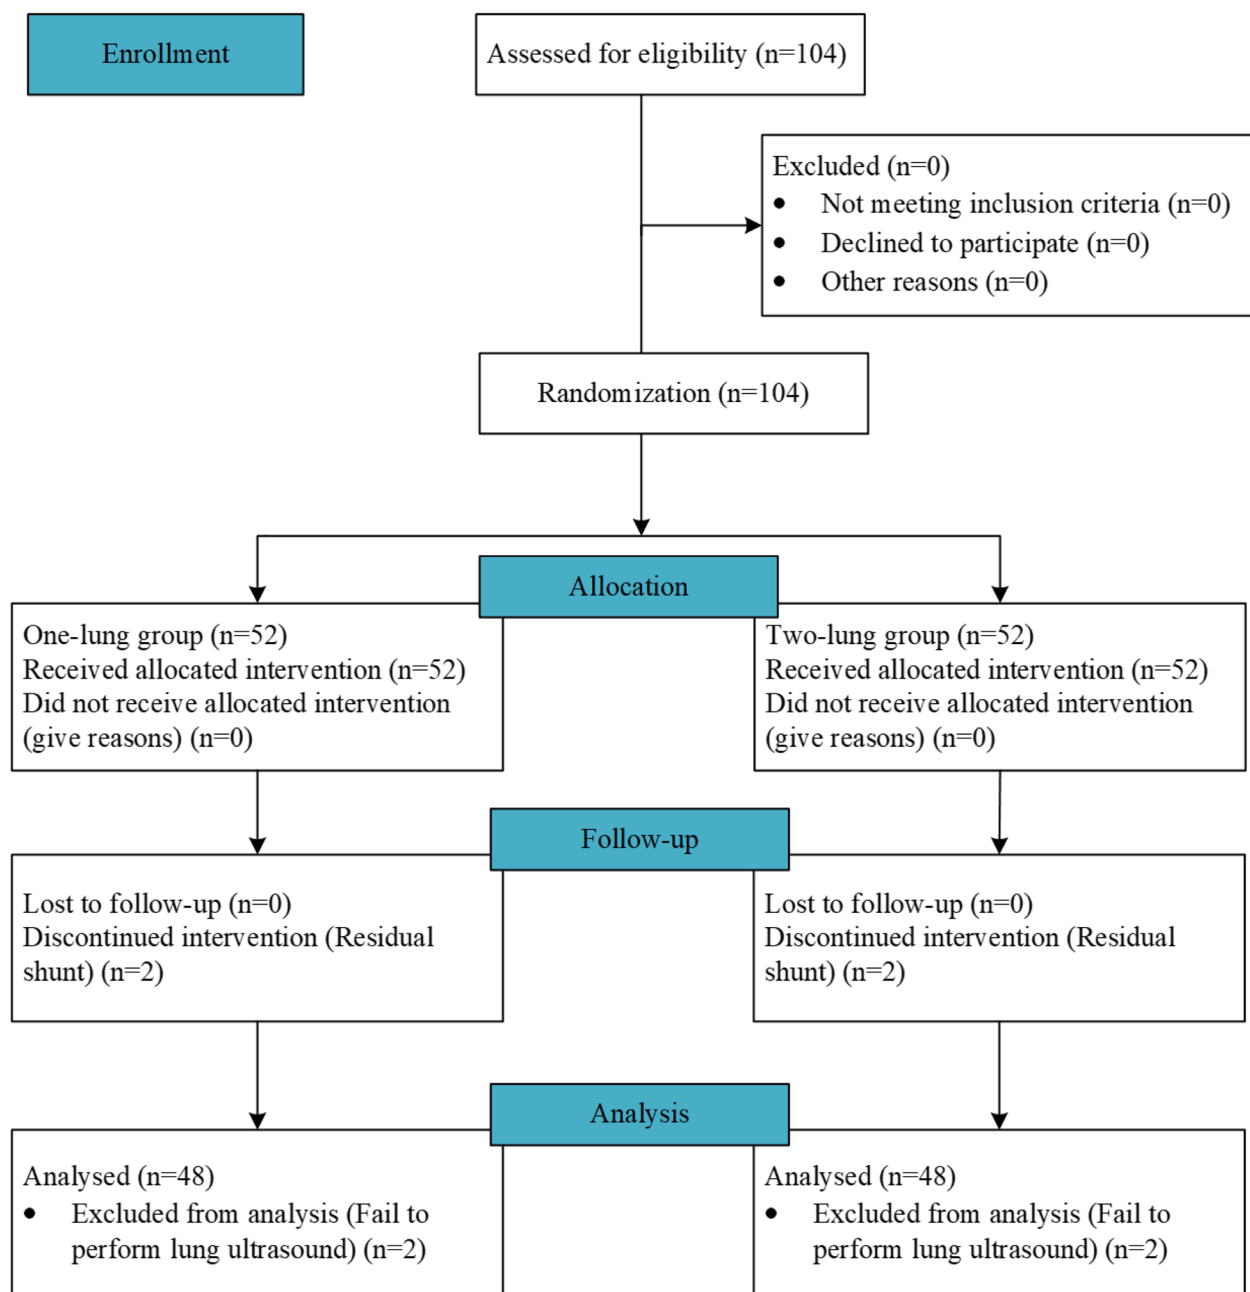 Enrollment
Assessed for eligibility (n=104)
Excluded (n=0)
• Not meeting inclusion criteria (n=0)
• Declined to participate (n=0)
• Other reasons (n=0)
Randomization (n=104)
Allocation
One-lung group (n=52)
Received allocated intervention (n=52)
Did not receive allocated intervention
(give reasons) (n=0)
Two-lung group (n=52)
Received allocated intervention (n=52)
Did not receive allocated intervention
(give reasons) (n=0)
Follow-up
Lost to follow-up (n=0)
Discontinued intervention (Residual
shunt) (n=2)
Lost to follow-up (n=0)
Discontinued intervention (Residual
shunt) (n=2)
Analysis
Analysed (n=48)
• Excluded from analysis (Fail to
perform lung ultrasound) (n=2)
Analysed (n=48)
• Excluded from analysis (Fail to
perform lung ultrasound) (n=2)